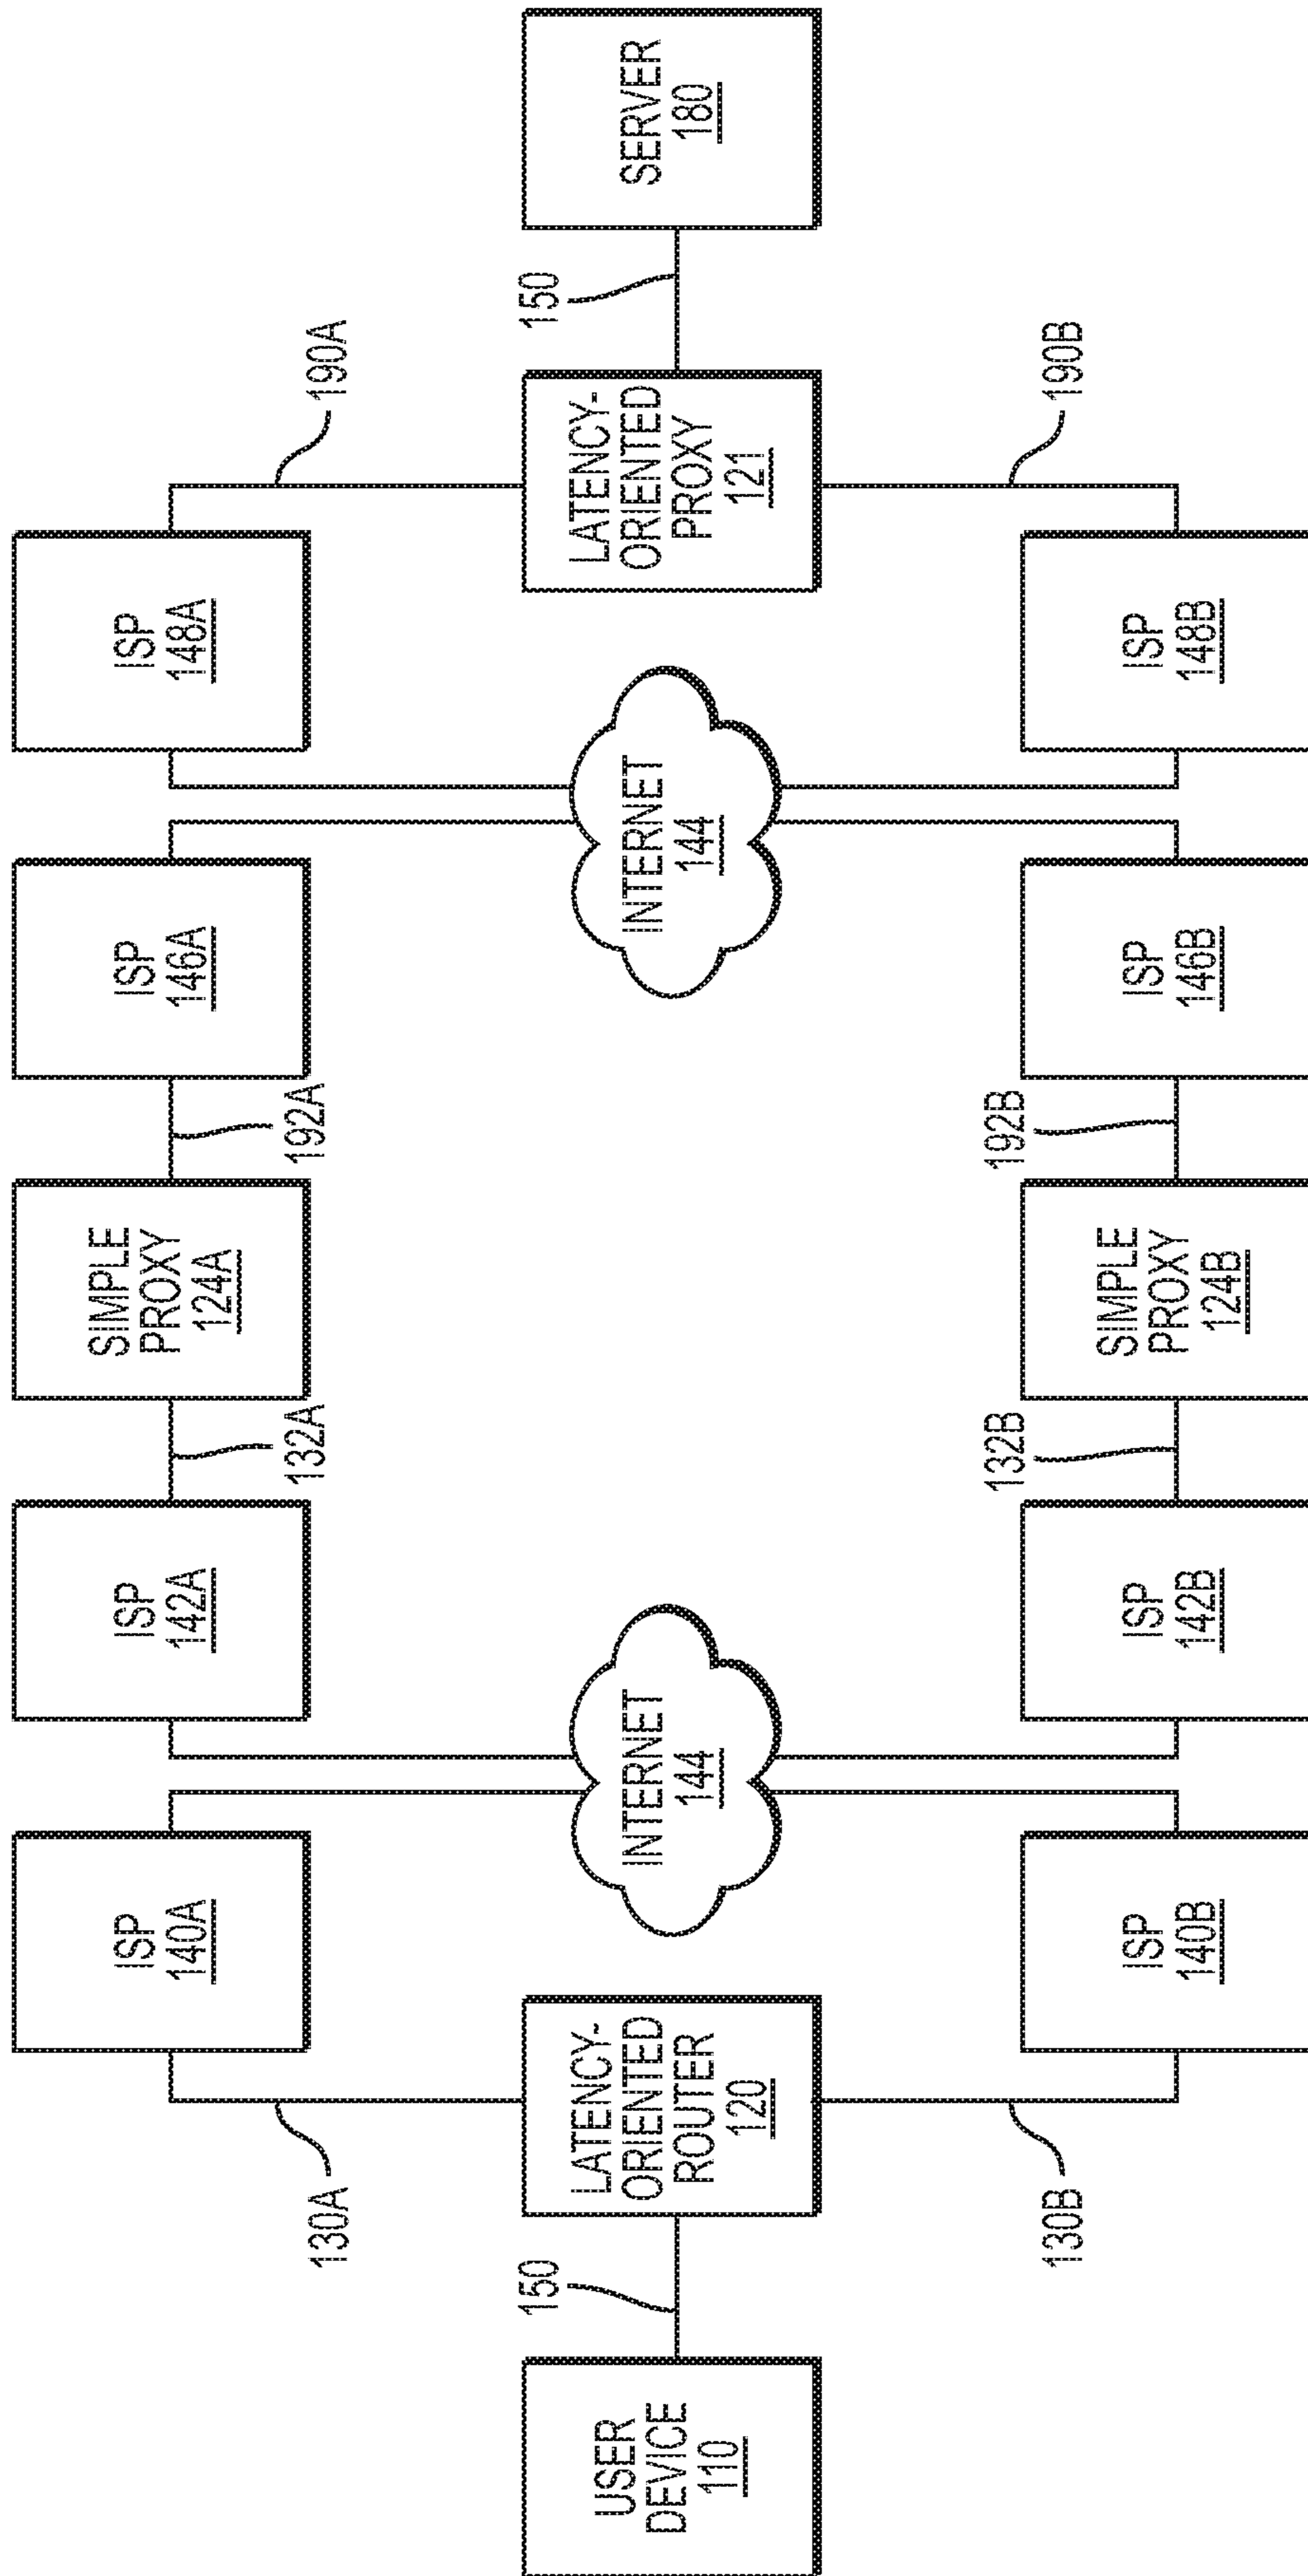 ISP
140A
ISP
142A
SIMPLE
PROXY
124A
ISP
146A
ISP
148A
130A
132A
192A
190A
150
150
USER
DEVICE
110
LATENCY-
ORIENTED
ROUTER
120
INTERNET
144
INTERNET
144
LATENCY-
ORIENTED
PROXY
121
SERVER
180
130B
132B
192B
190B
ISP
140B
ISP
142B
SIMPLE
PROXY
124B
ISP
146B
ISP
148B